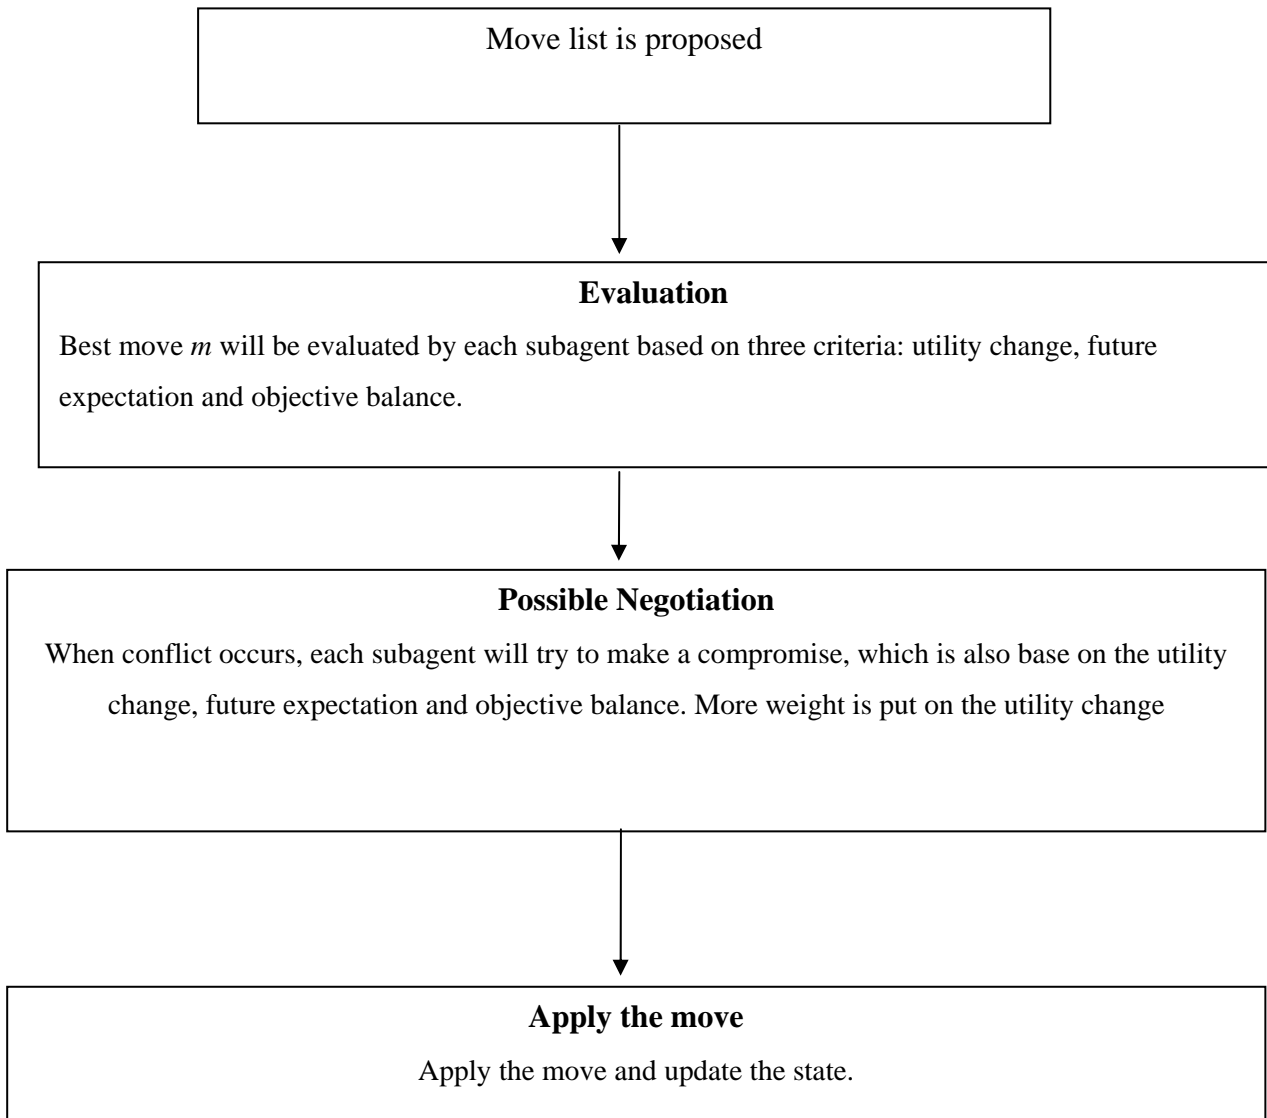 Move list is proposed
Evaluation
Best move m will be evaluated by each subagent based on three criteria: utility change, future
expectation and objective balance.
Possible Negotiation
When conflict occurs, each subagent will try to make a compromise, which is also base on the utility
change, future expectation and objective balance. More weight is put on the utility change
Apply the move
Apply the move and update the state.